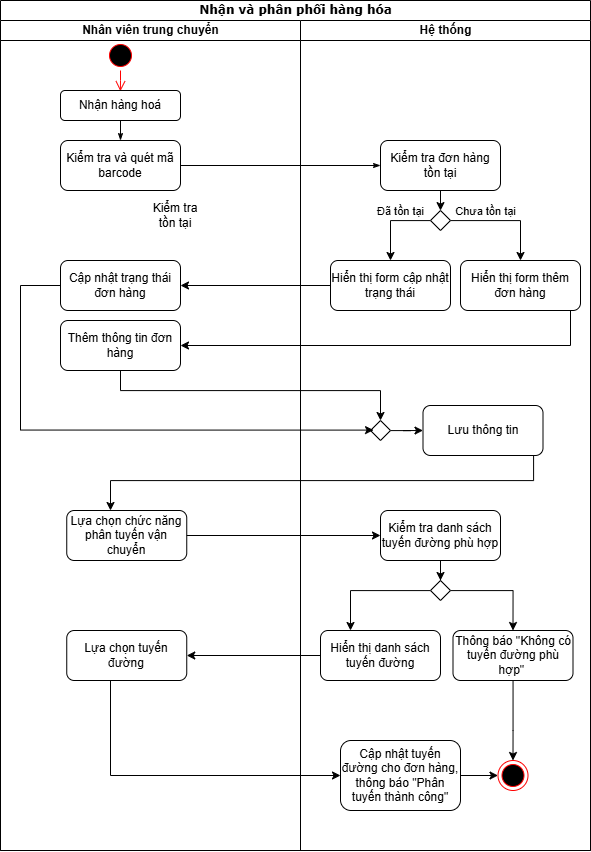 Nhận và phân phối hàng hóa
Nhân viên trung chuyển
Hệ thống
Nhận hàng hoá
Kiểm tra và quét mã
barcode
Kiểm tra đơn hàng
tồn tại
Kiểm tra
tồn tại
Đã tồn tại
Chưa tồn tại
Cập nhật trạng thái
đơn hàng
Hiển thị form cập nhật
trạng thái
Hiển thị form thêm
đơn hàng
Thêm thông tin đơn
hàng
Lưu thông tin
Lựa chọn chức năng
phân tuyến vận
chuyển
Kiểm tra danh sách
tuyến đường phù hợp
Lựa chọn tuyến
đường
Hiển thị danh sách
tuyến đường
Thông báo "Không có
tuyến đường phù
hợp"
Cập nhật tuyến
đường cho đơn hàng,
thông báo "Phân
tuyến thành công"